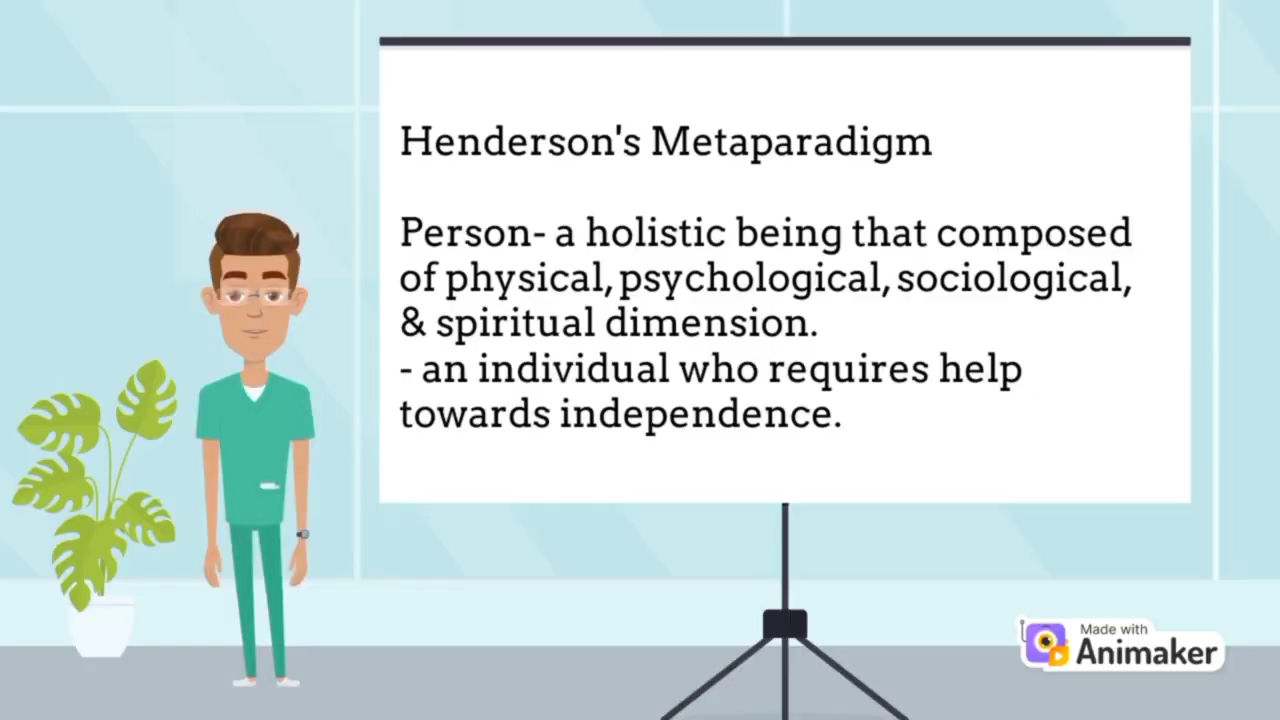 Henderson's Metaparadigm
Person- a holistic being that composed
of physical, psychological, sociological,
& spiritual dimension.
- an individual who requires help
towards independence.
Made with
Animaker